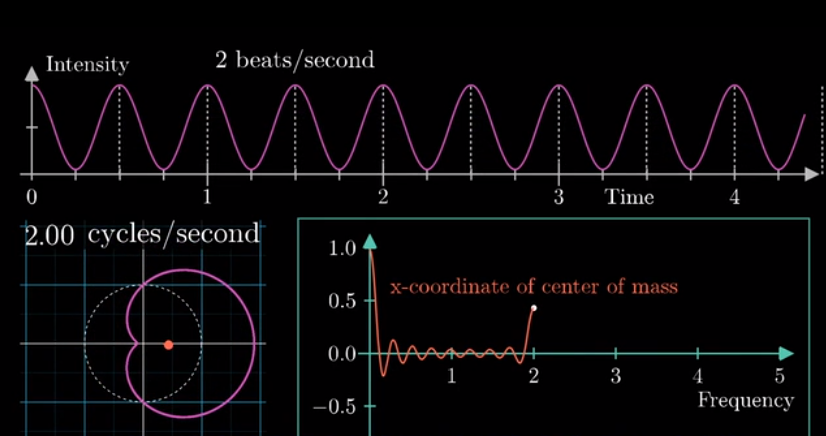 Intensity
2 beats/second
0 1 2 3 Time 4
2.00 cycles/second
1.0
x-coordinate of center of mass
0.5
0.0
1 2 3 4 5
Frequency
−0.5